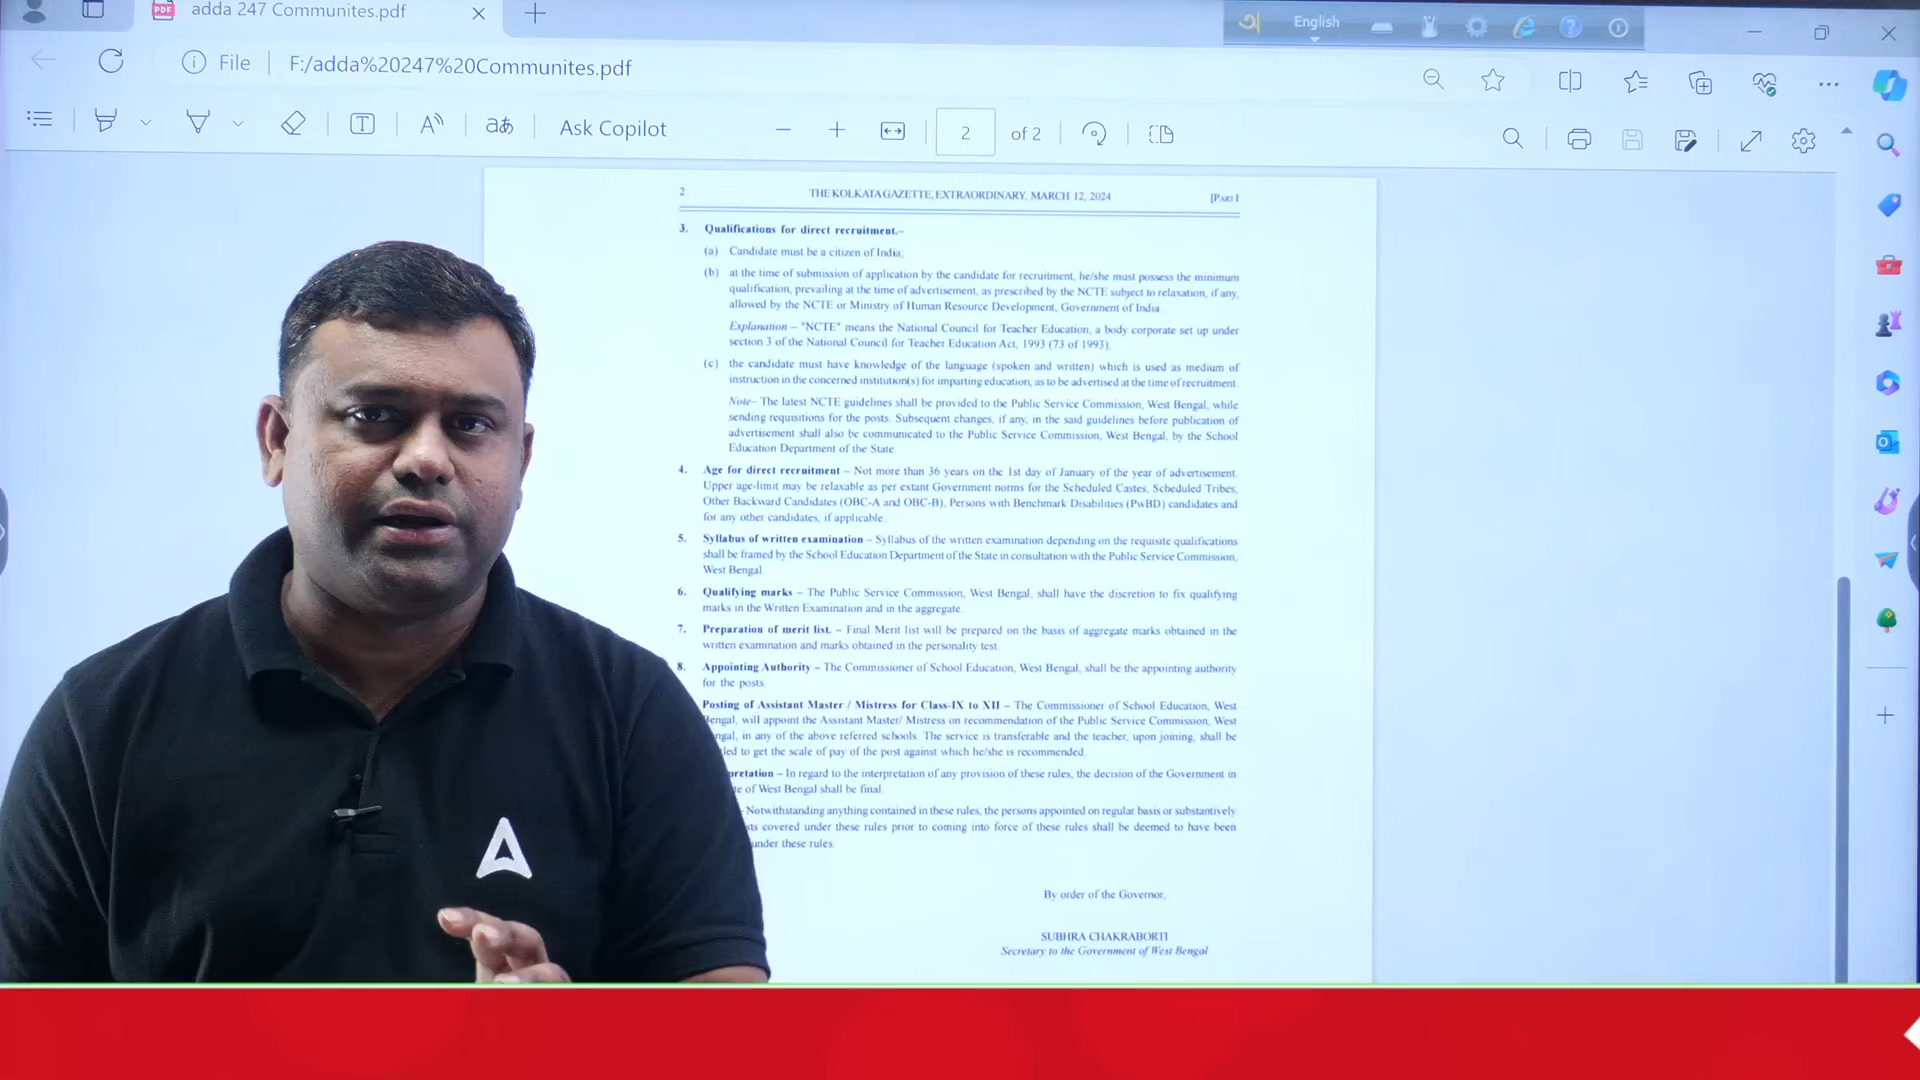 adda 247 Communites.pdf
English
File
F:/adda%20247%20Communites.pdf
Ask Copilot
2
of 2
2
THE KOLKATA GAZETTE, EXTRAORDINARY, MARCH 12, 2024
[PART I
3. Qualifications for direct recruitment.–
(a) Candidate must be a citizen of India;
(b) at the time of submission of application by the candidate for recruitment, he/she must possess the minimum
qualification, prevailing at the time of advertisement, as prescribed by the NCTE subject to relaxation, if any,
allowed by the NCTE or Ministry of Human Resource Development, Government of India.
Explanation – "NCTE" means the National Council for Teacher Education, a body corporate set up under
section 3 of the National Council for Teacher Education Act, 1993 (73 of 1993);
(c) the candidate must have knowledge of the language (spoken and written) which is used as medium of
instruction in the concerned institution(s) for imparting education, as to be advertised at the time of recruitment.
Note– The latest NCTE guidelines shall be provided to the Public Service Commission, West Bengal, while
sending requisitions for the posts. Subsequent changes, if any, in the said guidelines before publication of
advertisement shall also be communicated to the Public Service Commission, West Bengal, by the School
Education Department of the State
4. Age for direct recruitment – Not more than 36 years on the 1st day of January of the year of advertisement.
Upper age-limit may be relaxable as per extant Government norms for the Scheduled Castes, Scheduled Tribes,
Other Backward Candidates (OBC-A and OBC-B), Persons with Benchmark Disabilities (PwBD) candidates and
for any other candidates, if applicable.
5. Syllabus of written examination – Syllabus of the written examination depending on the requisite qualifications
shall be framed by the School Education Department of the State in consultation with the Public Service Commission,
West Bengal.
6. Qualifying marks – The Public Service Commission, West Bengal, shall have the discretion to fix qualifying
marks in the Written Examination and in the aggregate.
7. Preparation of merit list. – Final Merit list will be prepared on the basis of aggregate marks obtained in the
written examination and marks obtained in the personality test.
8. Appointing Authority – The Commissioner of School Education, West Bengal, shall be the appointing authority
for the posts
Posting of Assistant Master / Mistress for Class-IX to XII – The Commissioner of School Education, West
engal, will appoint the Assistant Master/ Mistress on recommendation of the Public Service Commission, West
ngal, in any of the above referred schools. The service is transferable and the teacher, upon joining, shall be
led to get the scale of pay of the post against which he/she is recommended.
pretation – In regard to the interpretation of any provision of these rules, the decision of the Government in
te of West Bengal shall be final.
– Notwithstanding anything contained in these rules, the persons appointed on regular basis or substantively
ts covered under these rules prior to coming into force of these rules shall be deemed to have been
under these rules.
By order of the Governor,
SUBHRA CHAKRABORTI
Secretary to the Government of West Bengal